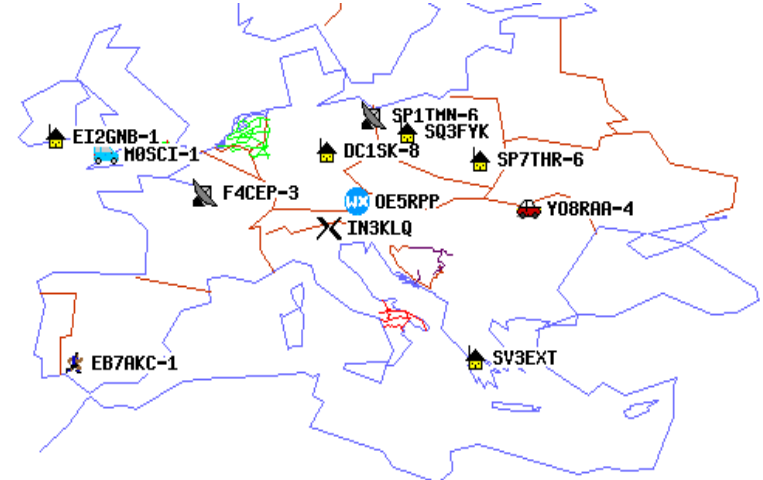 SP1TMN-6
SQ3FYK
EI2GNB-1
M0SCI-1
DC1SK-8
SP7THR-6
F4CEP-3
WX OE5RPP
YO8RAA-4
IN3KLQ
EB7AKC-1
SV3EXT